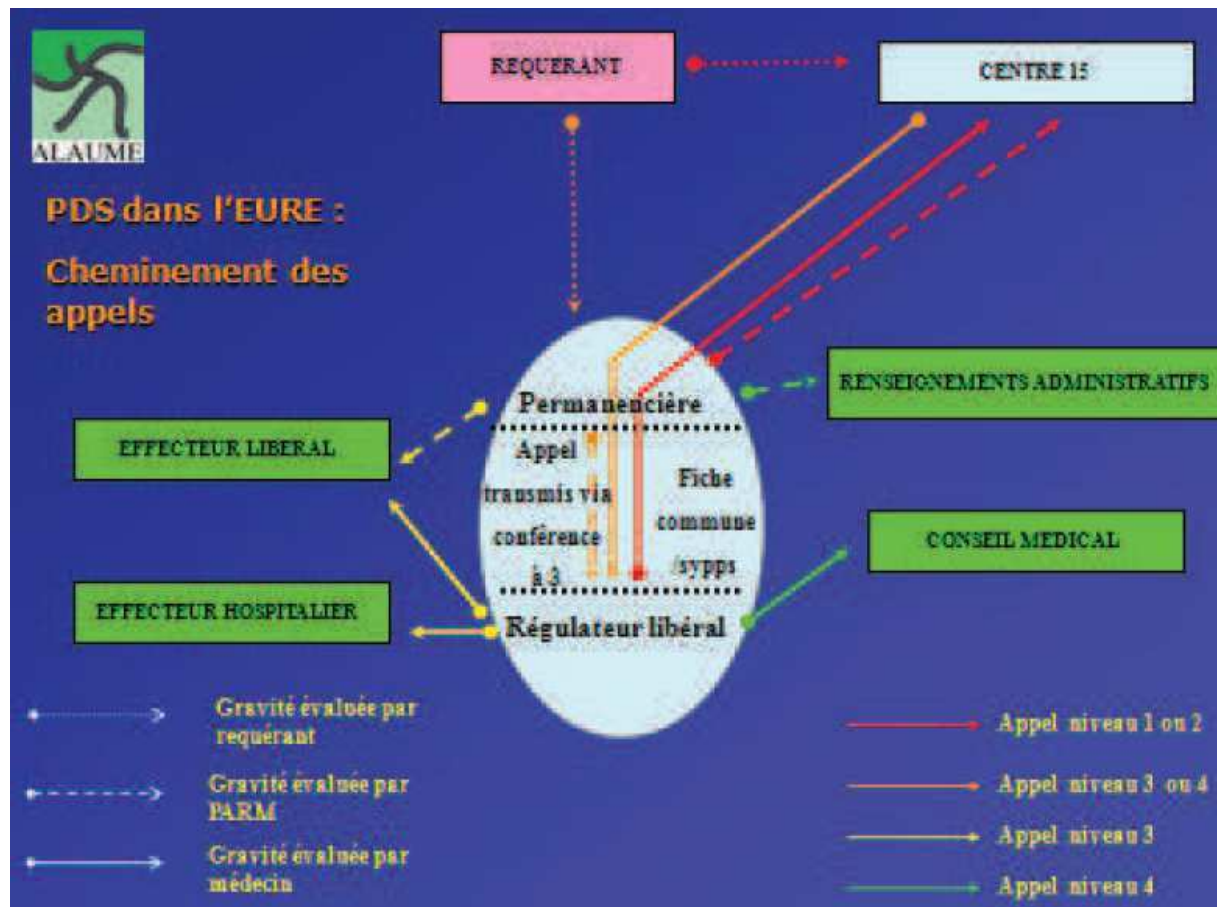 ALAUME
PDS dans l'EURE :
Cheminement des
appels
REQUERANT
CENTRE 15
RENSEIGNEMENTS ADMINISTRATIFS
EFFECTEUR LIBERAL
EFFECTEUR HOSPITALIER
CONSEIL MEDICAL
Permanencière
Appel
transmis via
conférence
à 3
Fiche
commune
/sypps
Régulateur libéral
Gravité évaluée par
requérant
Gravité évaluée par
PARM
Gravité évaluée par
médecin
Appel niveau 1 ou 2
Appel niveau 3 ou 4
Appel niveau 3
Appel niveau 4